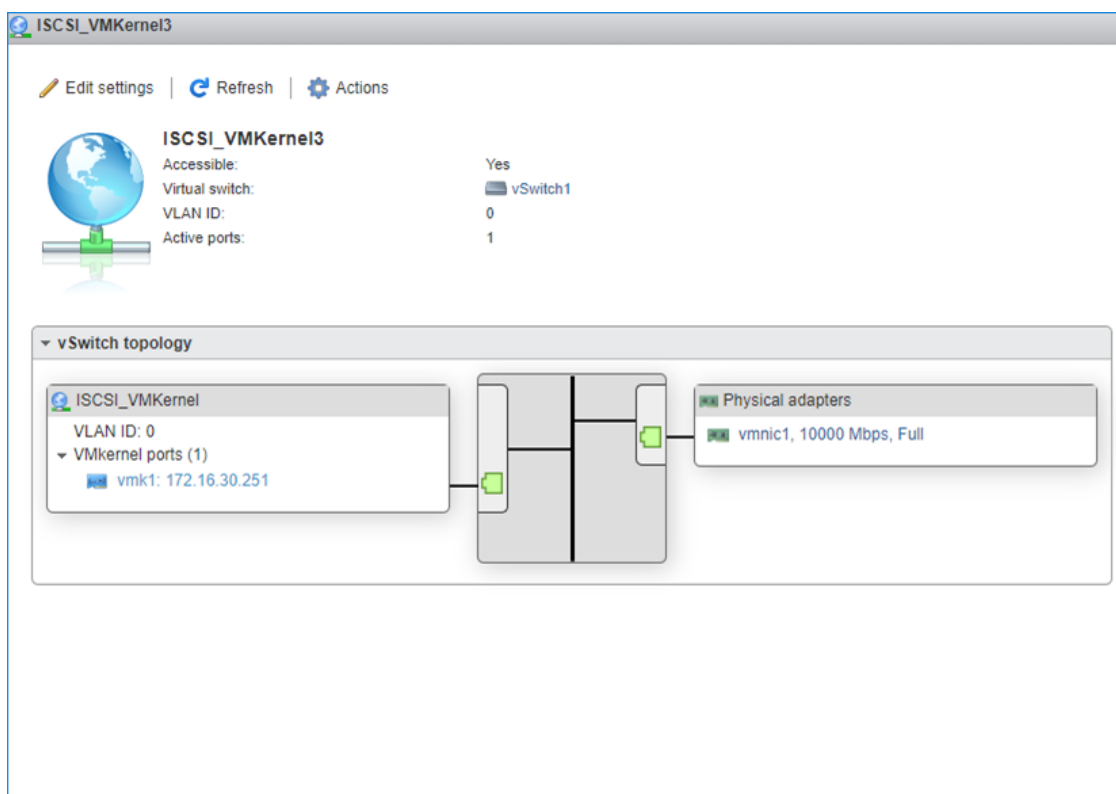 ISCSI_VMKernel3
Edit settings | Refresh | Actions
ISCSI_VMKernel3
Accessible: Yes
Virtual switch: vSwitch1
VLAN ID: 0
Active ports: 1
vSwitch topology
ISCSI_VMKernel
VLAN ID: 0
VMkernel ports (1)
vmk1: 172.16.30.251
Physical adapters
vmnic1, 10000 Mbps, Full